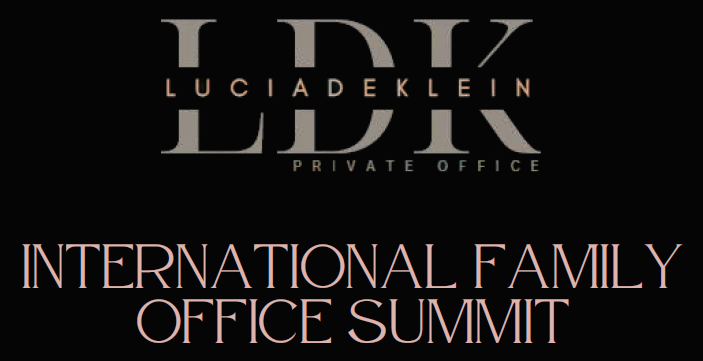 LDK
LUCIADEKLEIN
PRIVATE OFFICE
INTERNATIONAL FAMILY
OFFICE SUMMIT